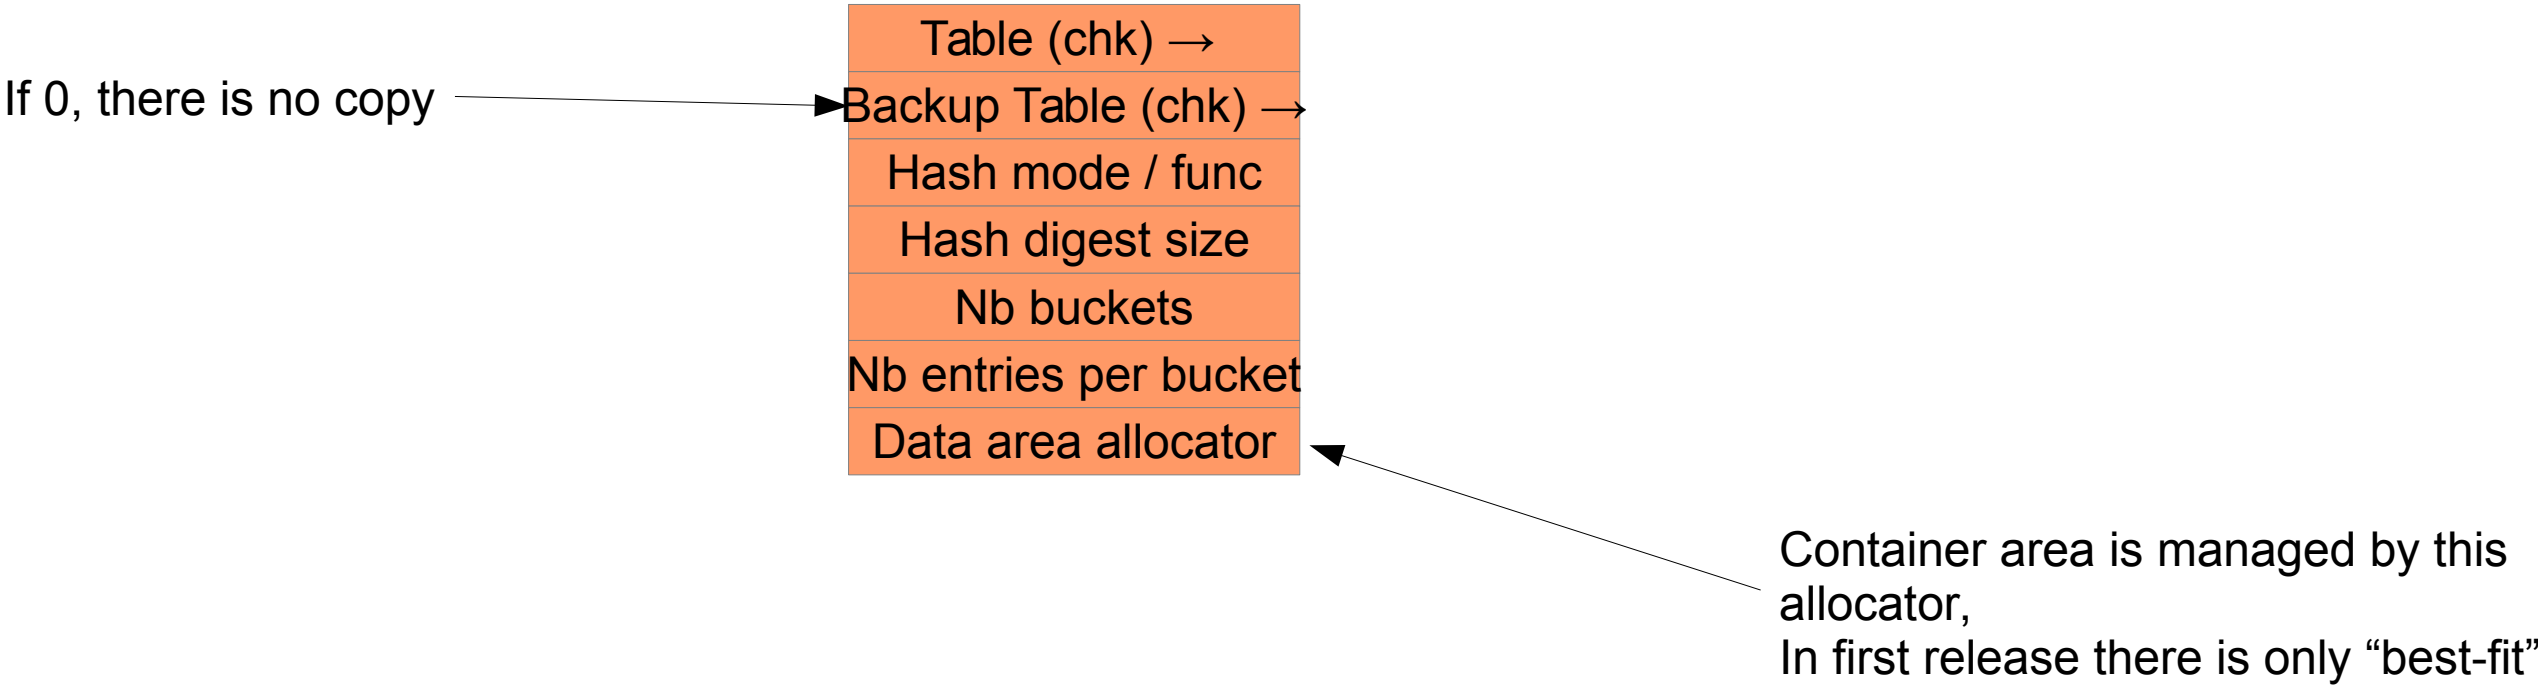 Table (chk) →
If 0, there is no copy
Backup Table (chk) →
Hash mode / func
Hash digest size
Nb buckets
Nb entries per bucket
Data area allocator
Container area is managed by this
allocator,
In first release there is only “best-fit”